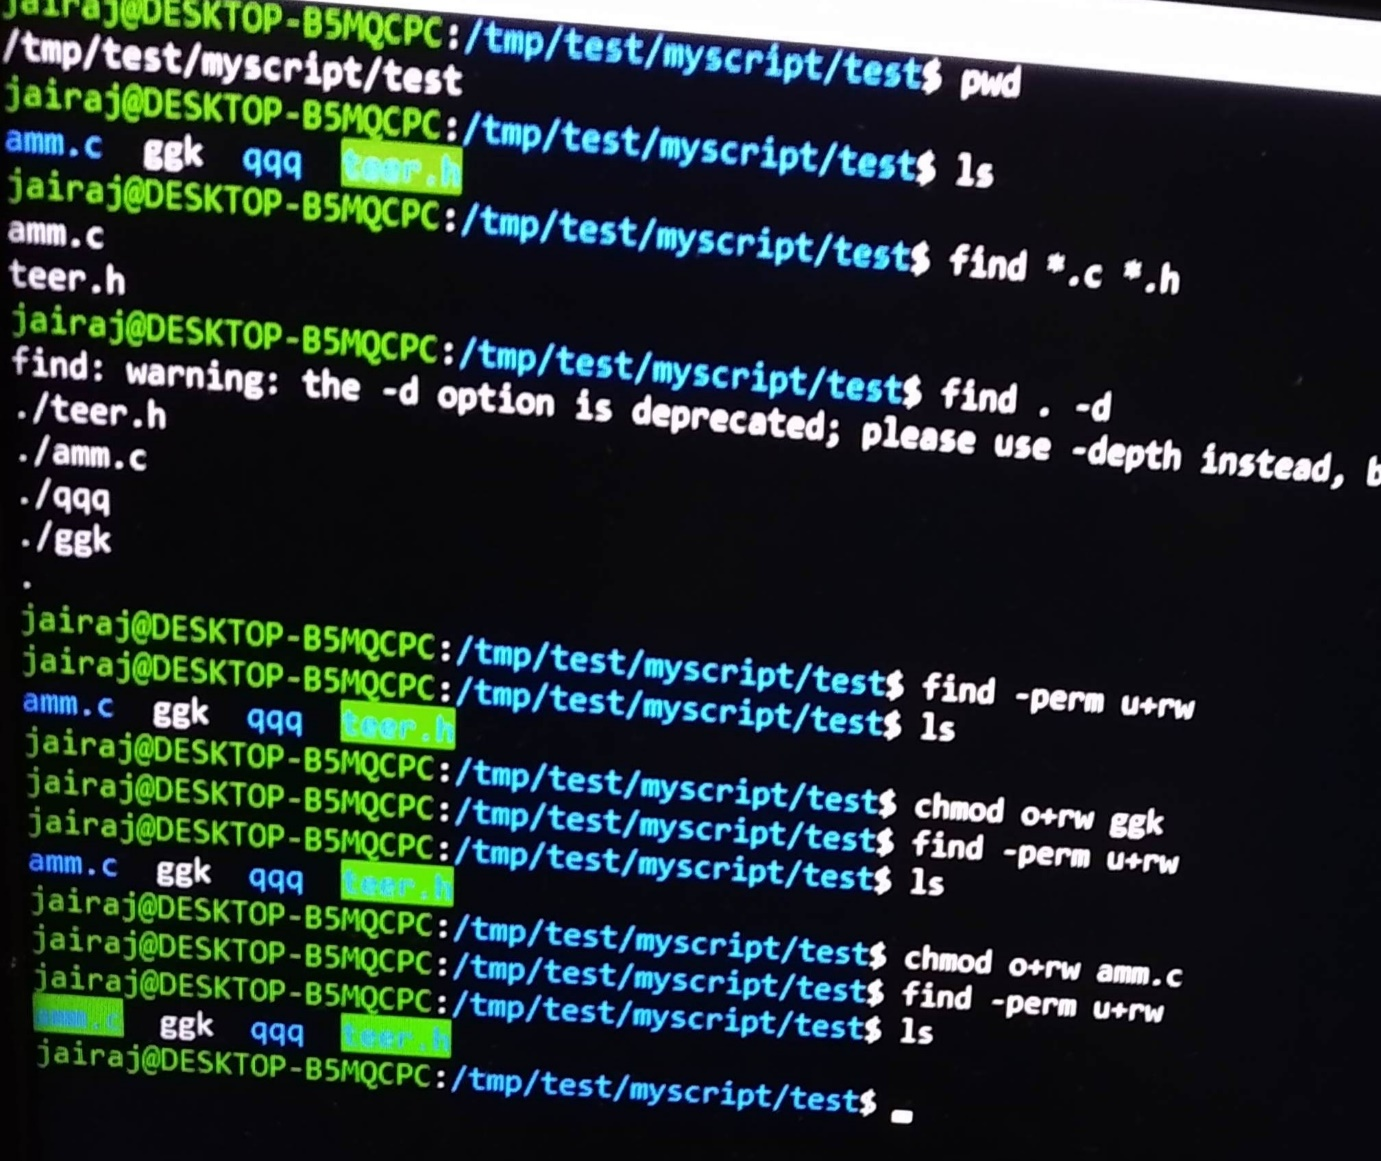 jairaj@DESKTOP-B5MQCPC:/tmp/test/myscript/test$ pwd
/tmp/test/myscript/test
jairaj@DESKTOP-B5MQCPC:/tmp/test/myscript/test$ ls
amm.c ggk qqq teer.h
jairaj@DESKTOP-B5MQCPC:/tmp/test/myscript/test$ find *.c *.h
amm.c
teer.h
jairaj@DESKTOP-B5MQCPC:/tmp/test/myscript/test$ find . -d
find: warning: the -d option is deprecated; please use -depth instead, b
./teer.h
./amm.c
./qqq
./ggk
.
jairaj@DESKTOP-B5MQCPC:/tmp/test/myscript/test$ find -perm u+rw
jairaj@DESKTOP-B5MQCPC:/tmp/test/myscript/test$ ls
amm.c ggk qqq teer.h
jairaj@DESKTOP-B5MQCPC:/tmp/test/myscript/test$ chmod o+rw ggk
jairaj@DESKTOP-B5MQCPC:/tmp/test/myscript/test$ find -perm u+rw
jairaj@DESKTOP-B5MQCPC:/tmp/test/myscript/test$ ls
amm.c ggk qqq teer.h
jairaj@DESKTOP-B5MQCPC:/tmp/test/myscript/test$ chmod o+rw amm.c
jairaj@DESKTOP-B5MQCPC:/tmp/test/myscript/test$ find -perm u+rw
jairaj@DESKTOP-B5MQCPC:/tmp/test/myscript/test$ ls
amm.c ggk qqq teer.h
jairaj@DESKTOP-B5MQCPC:/tmp/test/myscript/test$